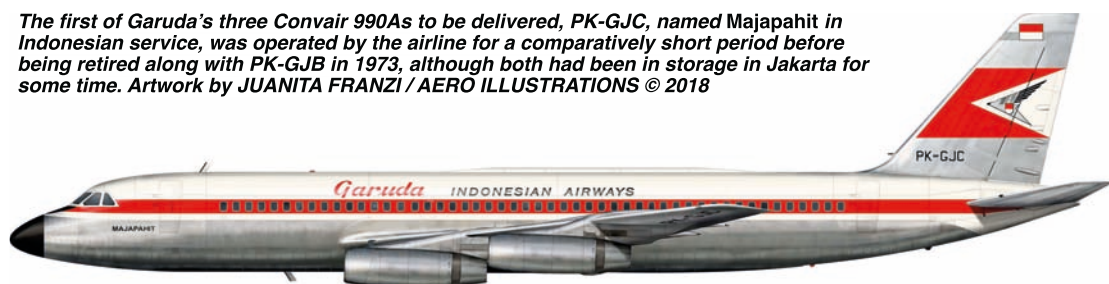 The first of Garuda’s three Convair 990As to be delivered, PK-GJC, named Majapahit in
Indonesian service, was operated by the airline for a comparatively short period before
being retired along with PK-GJB in 1973, although both had been in storage in Jakarta for
some time. Artwork by JUANITA FRANZI / AERO ILLUSTRATIONS © 2018
PK-GJC
Garuda INDONESIAN AIRWAYS
MAJAPAHIT